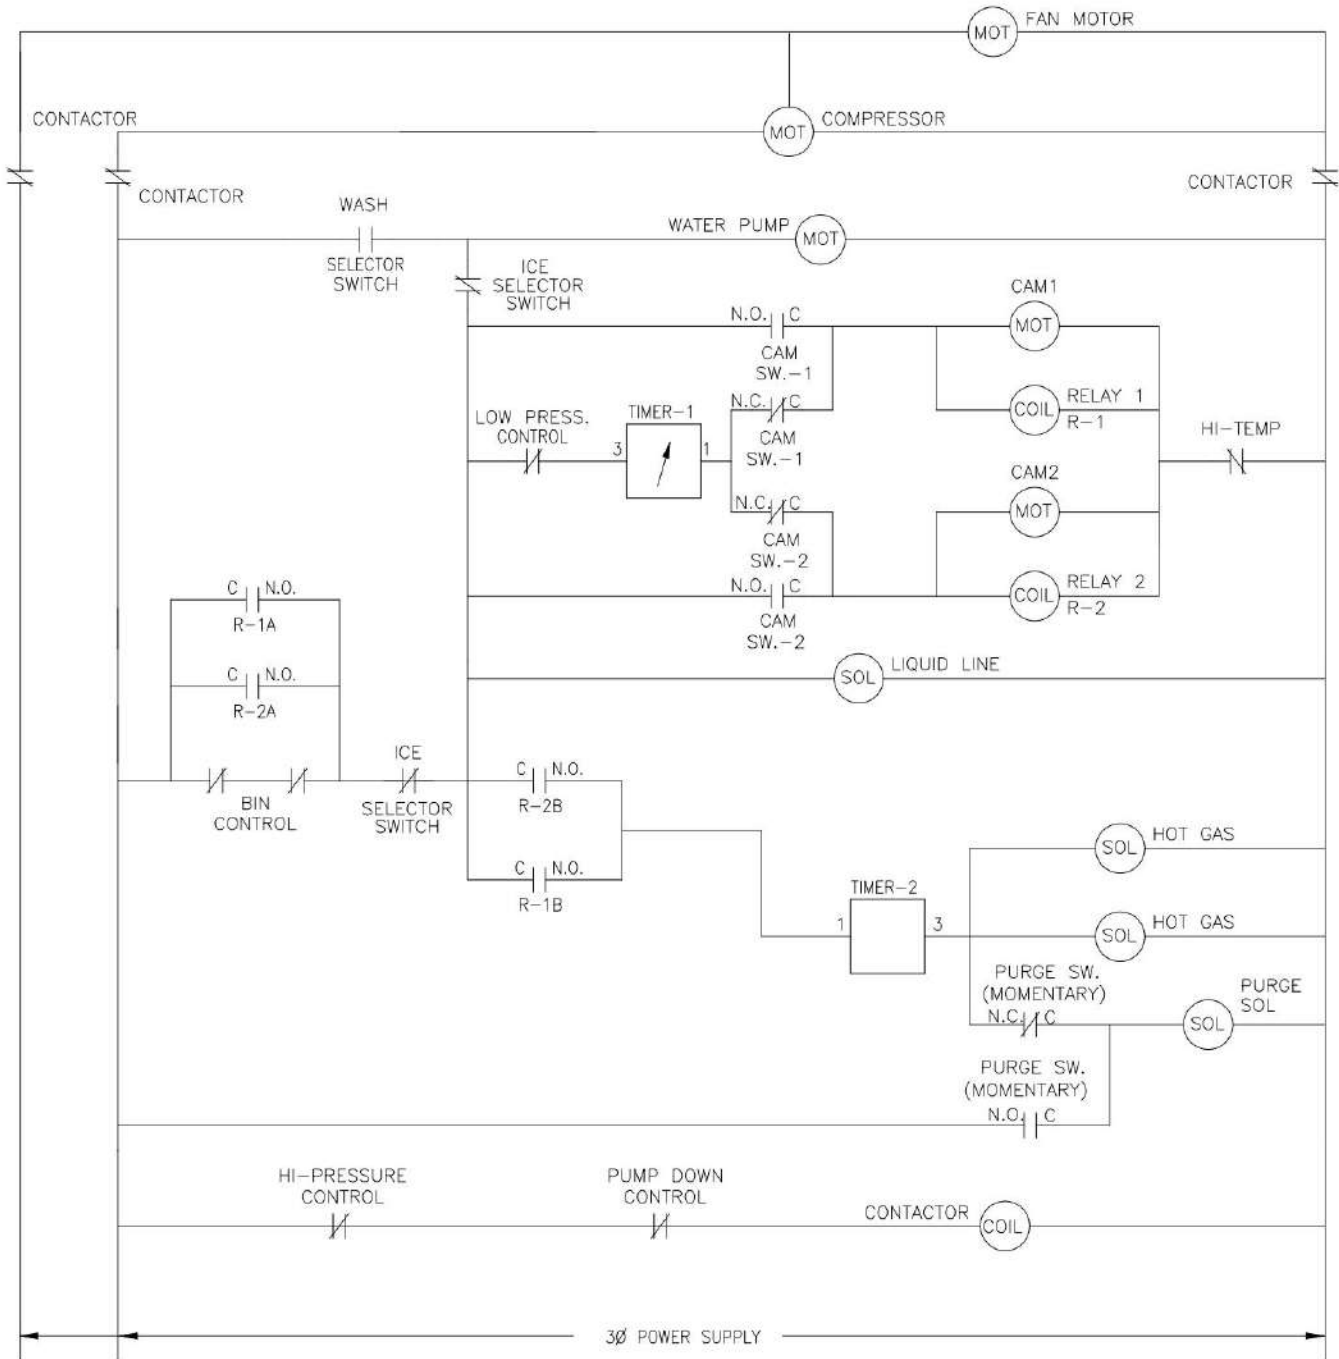 MOT
FAN MOTOR
CONTACTOR
MOT
COMPRESSOR
CONTACTOR
CONTACTOR
WASH
SELECTOR
SWITCH
WATER PUMP
MOT
ICE
SELECTOR
SWITCH
CAM1
N.O. C
MOT
CAM
SW.-1
N.C. C
COIL
RELAY 1
R-1
LOW PRESS.
CONTROL
TIMER-1
3
1
CAM
SW.-1
HI-TEMP
CAM2
N.C. C
MOT
CAM
SW.-2
N.O. C
COIL
RELAY 2
R-2
CAM
SW.-2
C N.O.
R-1A
C N.O.
R-2A
SOL
LIQUID LINE
BIN
CONTROL
ICE
SELECTOR
SWITCH
C N.O.
R-2B
C N.O.
R-1B
SOL
HOT GAS
TIMER-2
1
3
SOL
HOT GAS
PURGE SW.
(MOMENTARY)
N.C. C
SOL
PURGE
SOL
PURGE SW.
(MOMENTARY)
N.O. C
HI-PRESSURE
CONTROL
PUMP DOWN
CONTROL
CONTACTOR
COIL
3Ø POWER SUPPLY